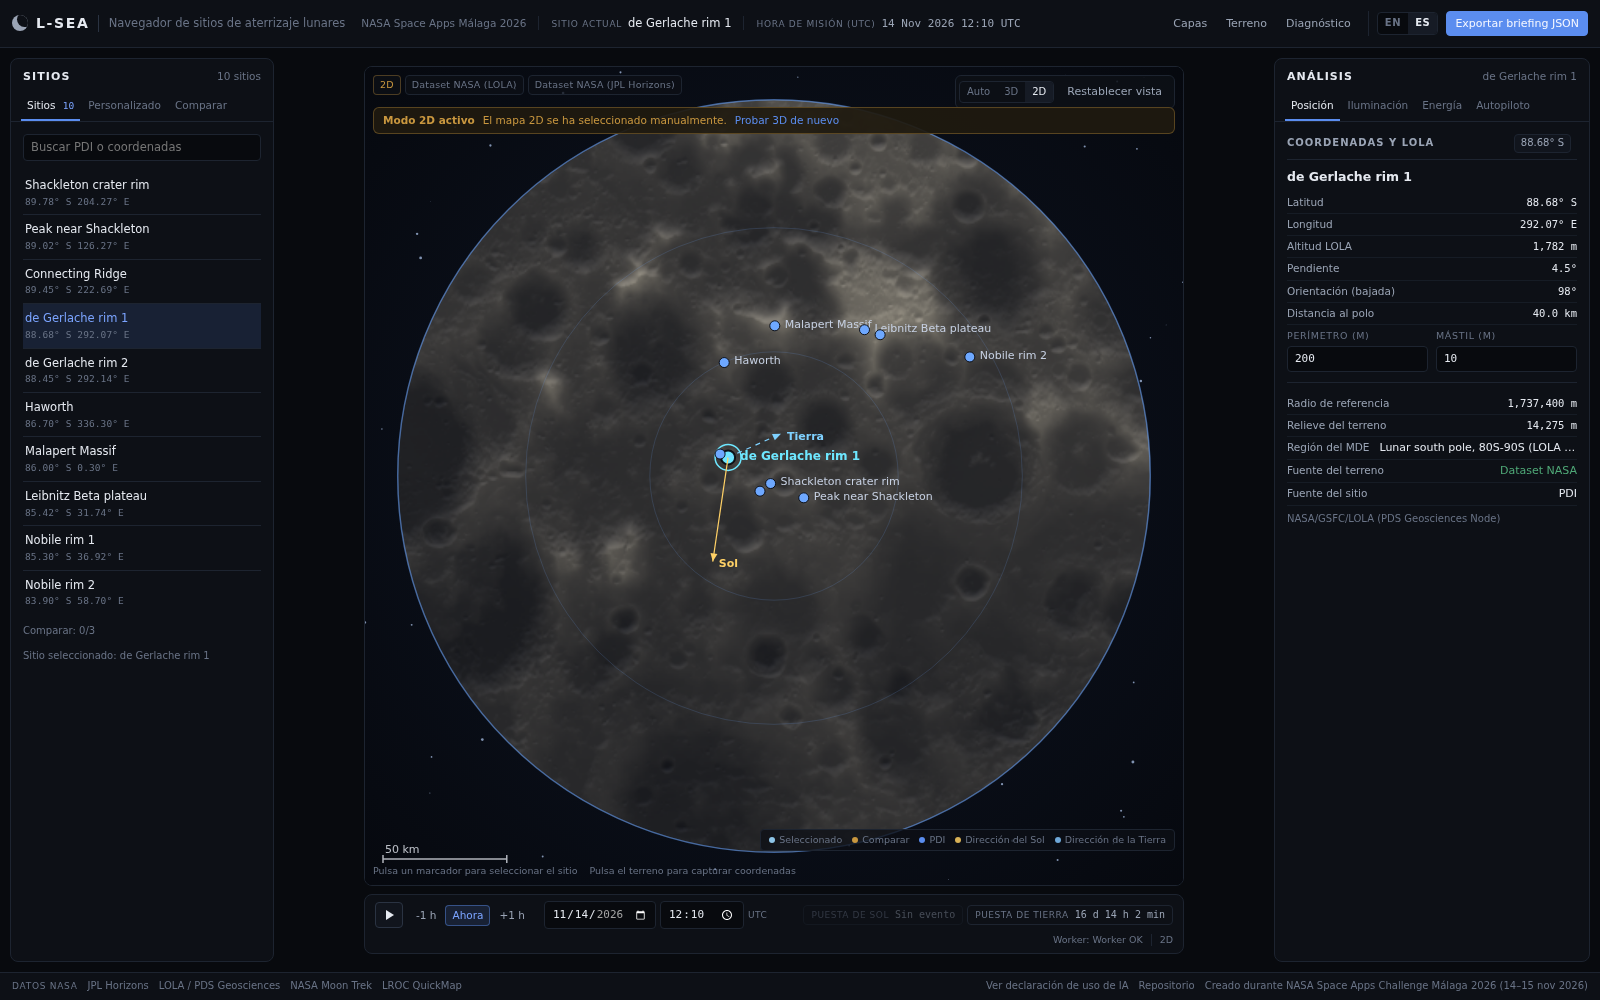 L-SEA Navegador de sitios de aterrizaje lunares NASA Space Apps Málaga 2026 SITIO ACTUAL de Gerlache rim 1 HORA DE MISIÓN (UTC) 14 Nov 2026 12:10 UTC Capas Terreno Diagnóstico EN ES Exportar briefing JSON
SITIOS 10 sitios
Sitios 10 Personalizado Comparar
Buscar PDI o coordenadas
Shackleton crater rim
89.78° S 204.27° E
Peak near Shackleton
89.02° S 126.27° E
Connecting Ridge
89.45° S 222.69° E
de Gerlache rim 1
88.68° S 292.07° E
de Gerlache rim 2
88.45° S 292.14° E
Haworth
86.70° S 336.30° E
Malapert Massif
86.00° S 0.30° E
Leibnitz Beta plateau
85.42° S 31.74° E
Nobile rim 1
85.30° S 36.92° E
Nobile rim 2
83.90° S 58.70° E
Comparar: 0/3
Sitio seleccionado: de Gerlache rim 1
2D Dataset NASA (LOLA) Dataset NASA (JPL Horizons) Auto 3D 2D Restablecer vista
Modo 2D activo El mapa 2D se ha seleccionado manualmente. Probar 3D de nuevo
Malapert Massif
Leibnitz Beta plateau
Nobile rim 2
Haworth
Tierra
de Gerlache rim 1
Shackleton crater rim
Peak near Shackleton
Sol
Seleccionado Comparar PDI Dirección del Sol Dirección de la Tierra
50 km
Pulsa un marcador para seleccionar el sitio Pulsa el terreno para capturar coordenadas
-1 h Ahora +1 h 11/14/2026 12:10 UTC PUESTA DE SOL Sin evento PUESTA DE TIERRA 16 d 14 h 2 min
Worker: Worker OK 2D
ANÁLISIS de Gerlache rim 1
Posición Iluminación Energía Autopiloto
COORDENADAS Y LOLA 88.68° S
de Gerlache rim 1
Latitud 88.68° S
Longitud 292.07° E
Altitud LOLA 1,782 m
Pendiente 4.5°
Orientación (bajada) 98°
Distancia al polo 40.0 km
PERÍMETRO (M) MÁSTIL (M)
200 10
Radio de referencia 1,737,400 m
Relieve del terreno 14,275 m
Región del MDE Lunar south pole, 80S-90S (LOLA ...
Fuente del terreno Dataset NASA
Fuente del sitio PDI
NASA/GSFC/LOLA (PDS Geosciences Node)
DATOS NASA JPL Horizons LOLA / PDS Geosciences NASA Moon Trek LROC QuickMap Ver declaración de uso de IA Repositorio Creado durante NASA Space Apps Challenge Málaga 2026 (14–15 nov 2026)